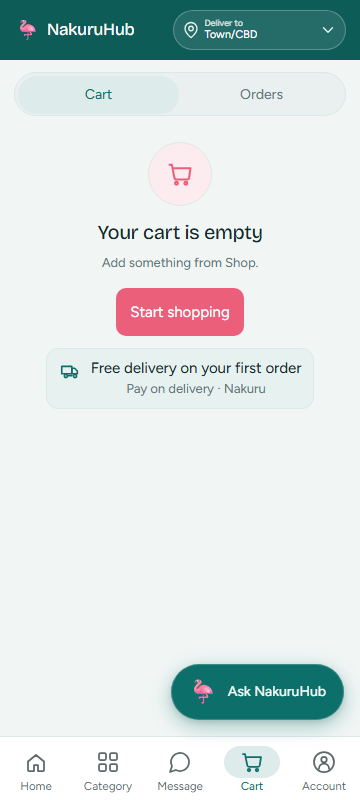 NakuruHub
Deliver to
Town/CBD
Cart
Orders
Your cart is empty
Add something from Shop.
Start shopping
Free delivery on your first order
Pay on delivery · Nakuru
Ask NakuruHub
Home
Category
Message
Cart
Account